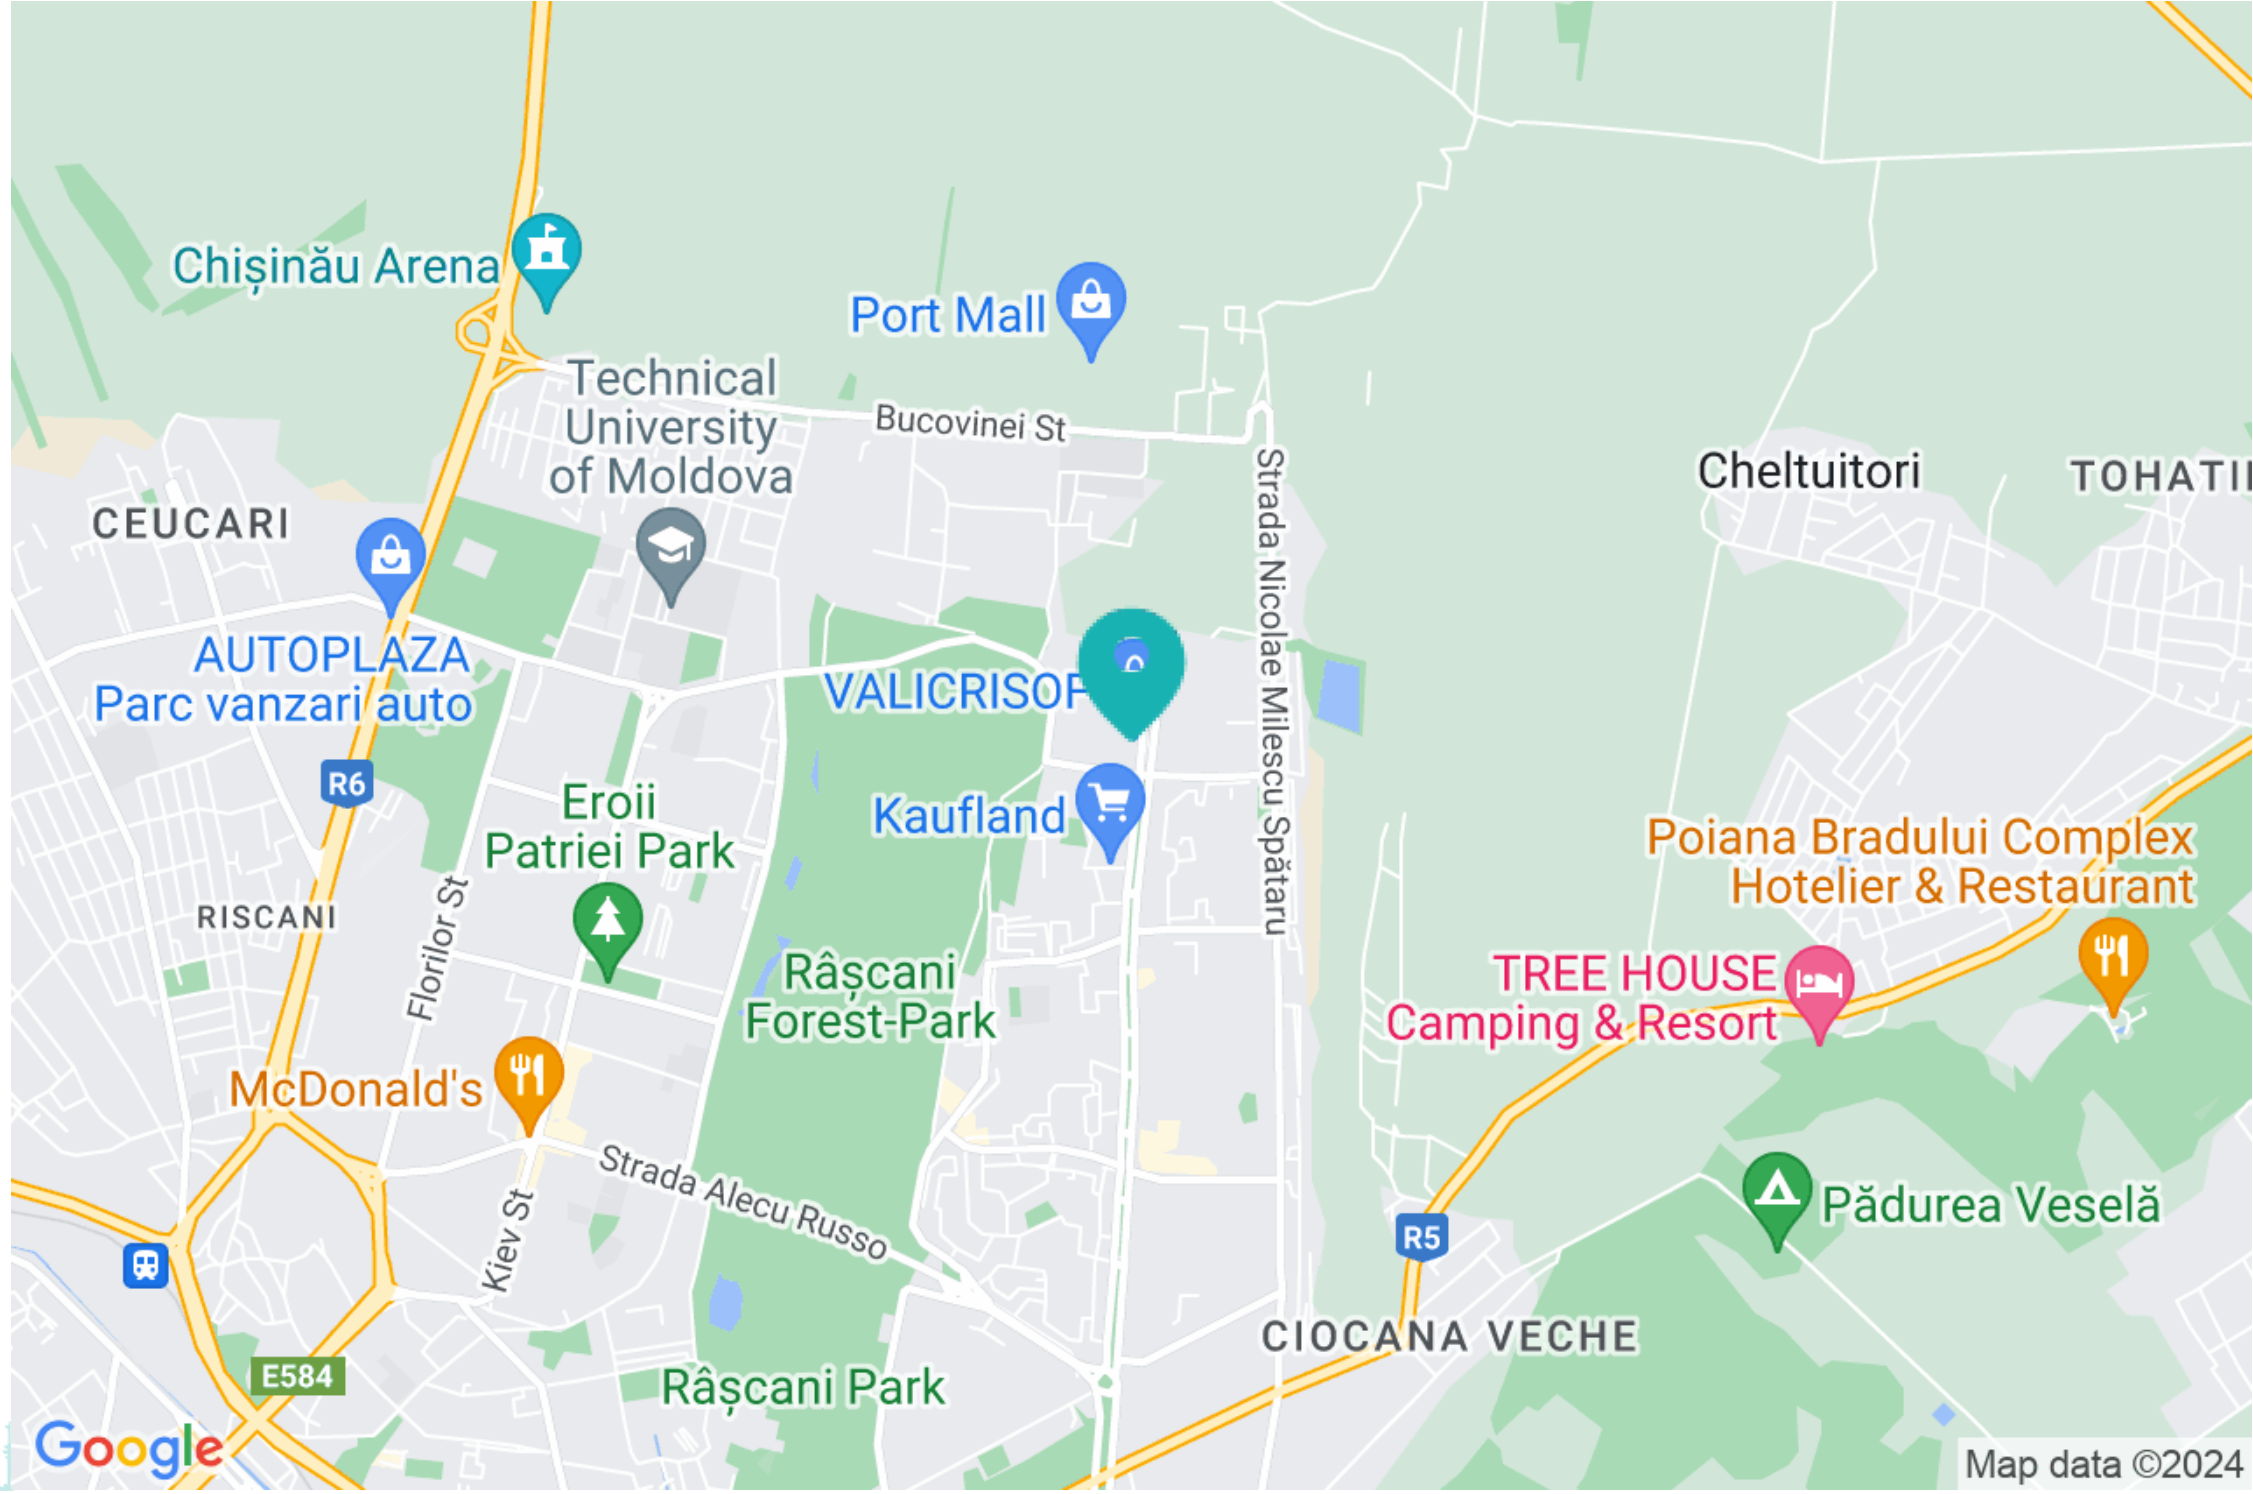 Chișinău Arena
Port Mall
Technical
University
of Moldova
Bucovinei St
Strada Nicolae Milescu Spătaru
Cheltuitori
CEUCARI
AUTOPLAZA
Parc vanzari auto
VALICRISOF
R6
Eroii
Patriei Park
Kaufland
Poiana Bradului Complex
Hotelier & Restaurant
RISCANI
Florilor St
Râșcani
Forest-Park
TREE HOUSE
Camping & Resort
McDonald's
Strada Alecu Russo
Kiev St
Pădurea Veselă
R5
CIOCANA VECHE
E584
Râșcani Park
Google
Map data ©2024